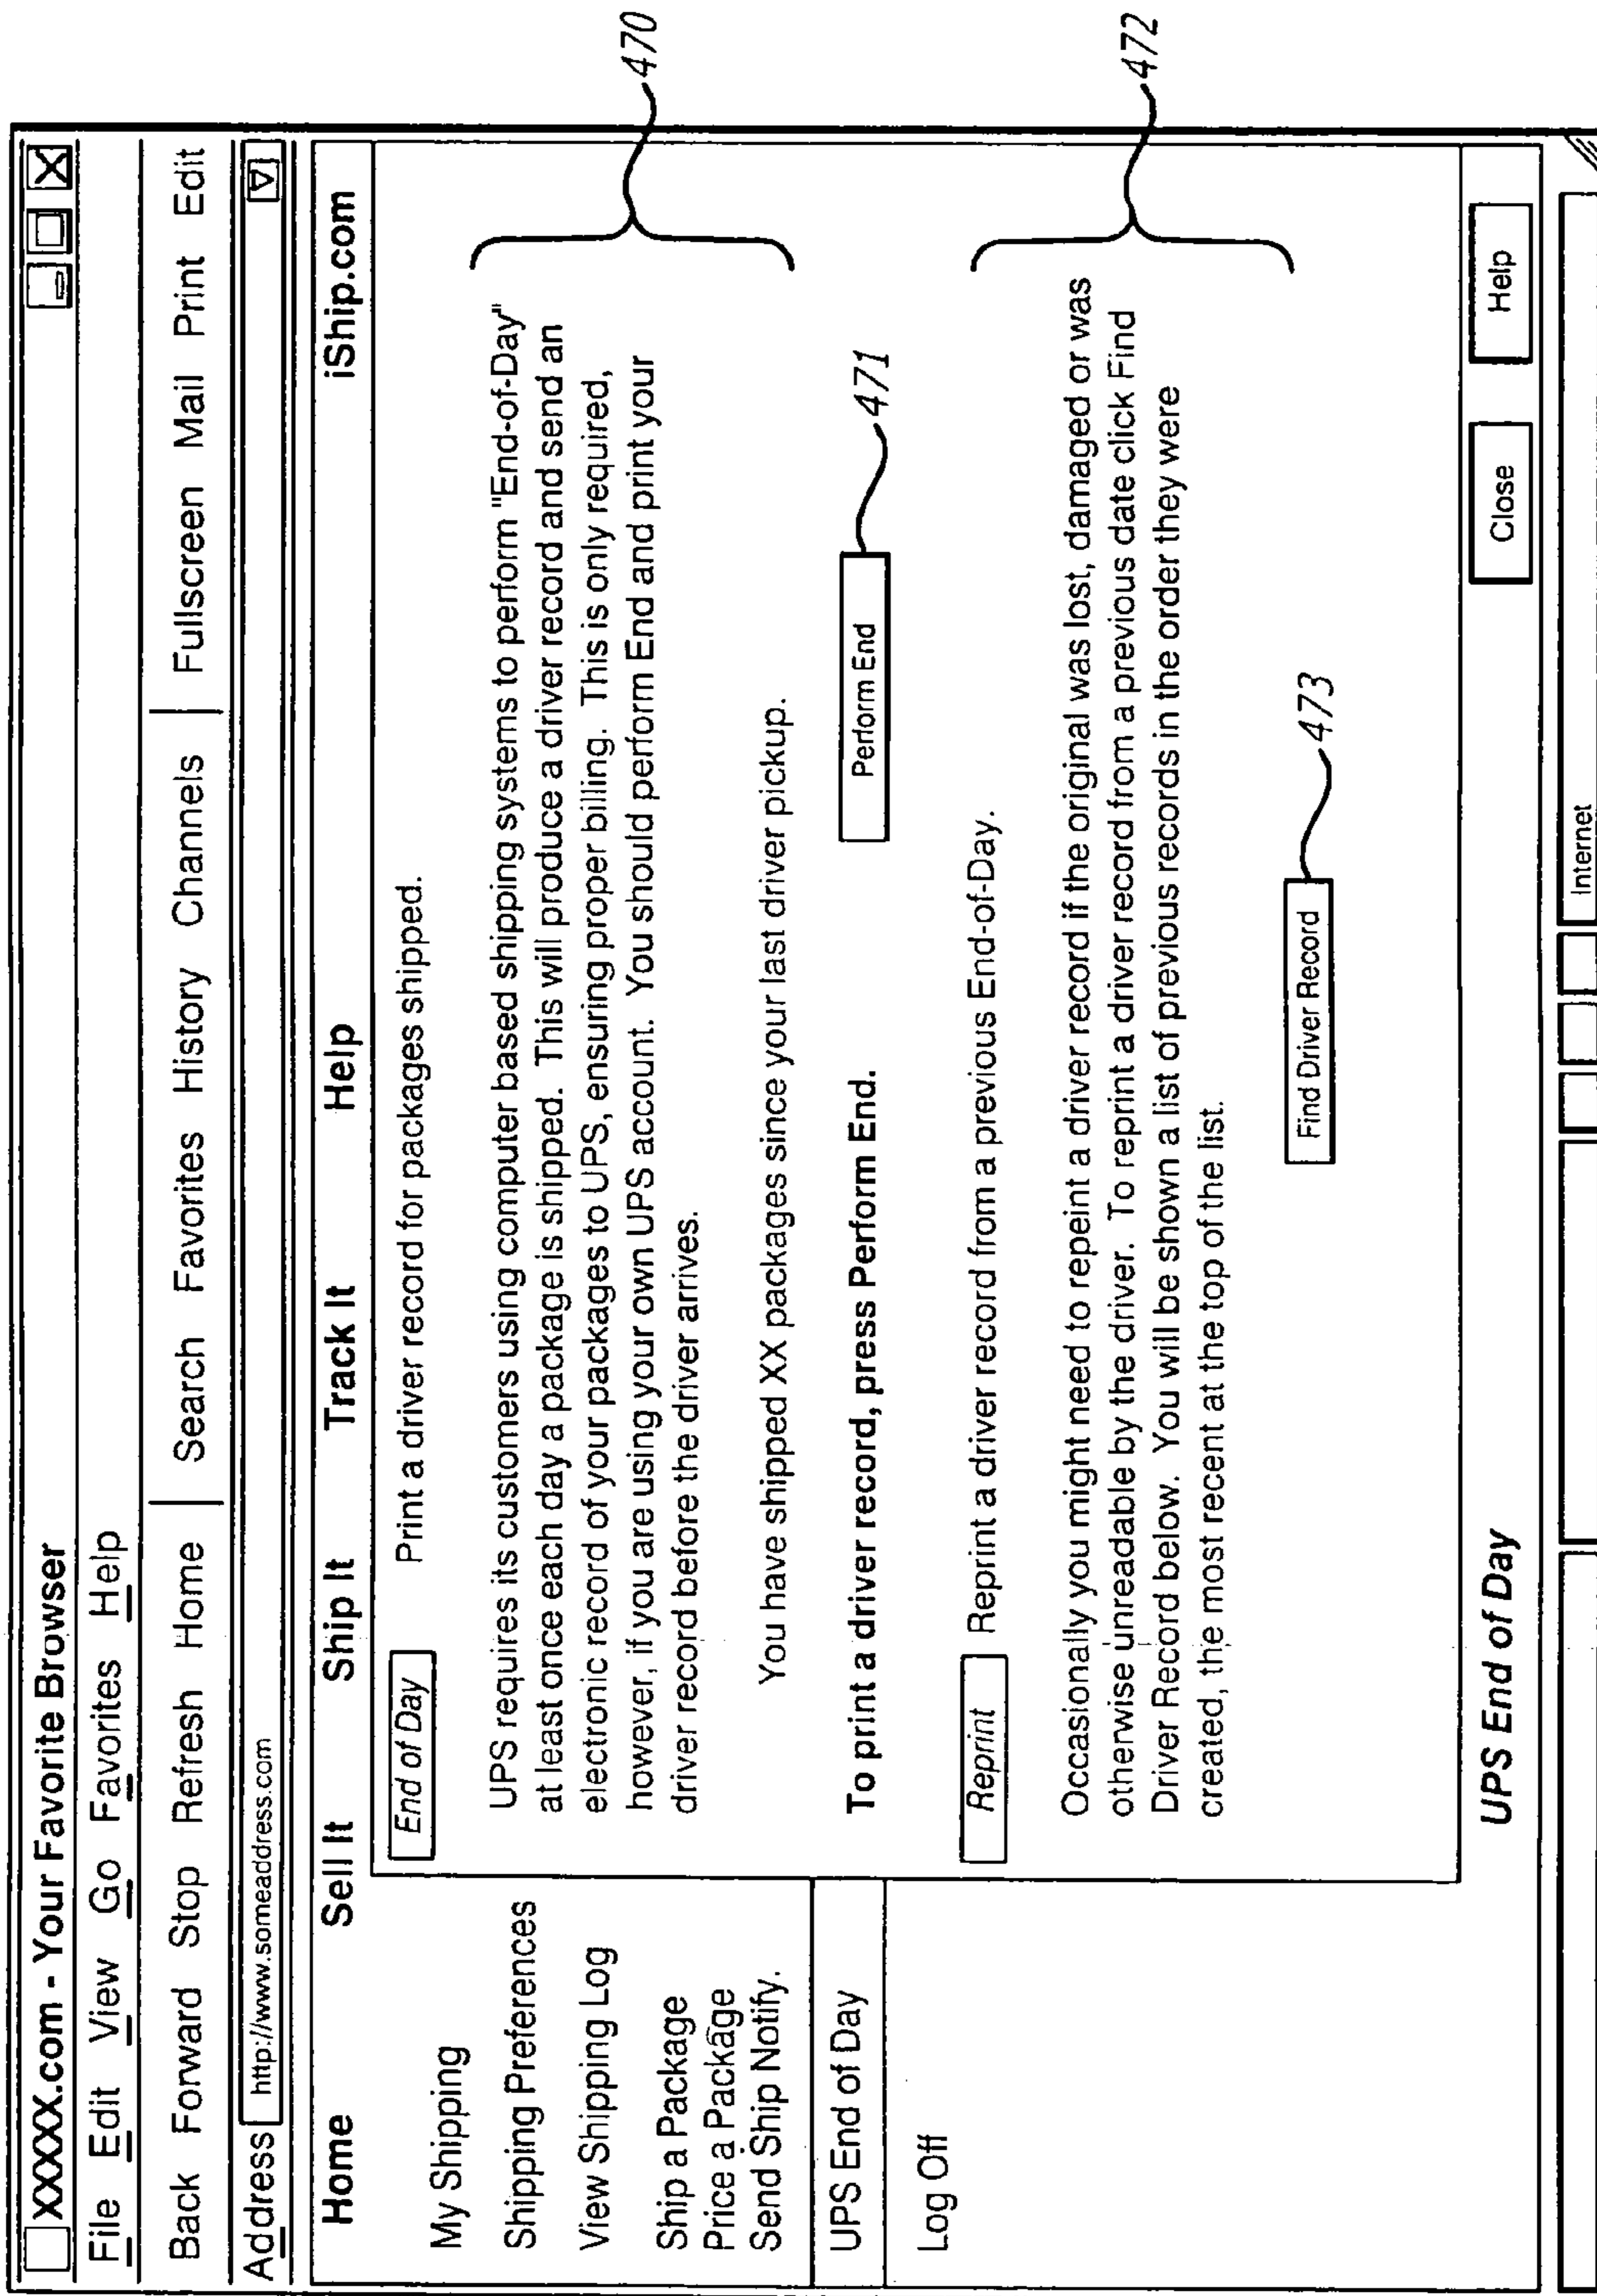 XXXXX.com - Your Favorite Browser
File Edit View Go Favorites Help
Back Forward Stop Refresh Home Search Favorites History Channels Fullscreen Mail Print Edit
Address http://www.someaddress.com
Home Sell It Ship It Track It Help iShip.com
My Shipping
Shipping Preferences
View Shipping Log
Ship a Package
Price a Package
Send Ship Notify.
UPS End of Day
Log Off
End of Day Print a driver record for packages shipped.
UPS requires its customers using computer based shipping systems to perform "End-of-Day"
at least once each day a package is shipped. This will produce a driver record and send an
electronic record of your packages to UPS, ensuring proper billing. This is only required,
however, if you are using your own UPS account. You should perform End and print your
driver record before the driver arrives.
470
You have shipped XX packages since your last driver pickup.
To print a driver record, press Perform End.
Perform End
471
Reprint Reprint a driver record from a previous End-of-Day.
Occasionally you might need to repeint a driver record if the original was lost, damaged or was
otherwise unreadable by the driver. To reprint a driver record from a previous date click Find
Driver Record below. You will be shown a list of previous records in the order they were
created, the most recent at the top of the list.
472
Find Driver Record
473
UPS End of Day
Close
Help
Internet